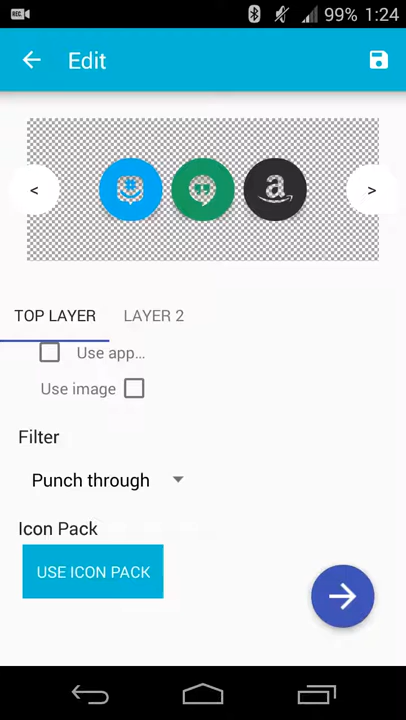 REC 99% 1:24
Edit
< a >
TOP LAYER LAYER 2
Use app...
Use image
Filter
Punch through
Icon Pack
USE ICON PACK